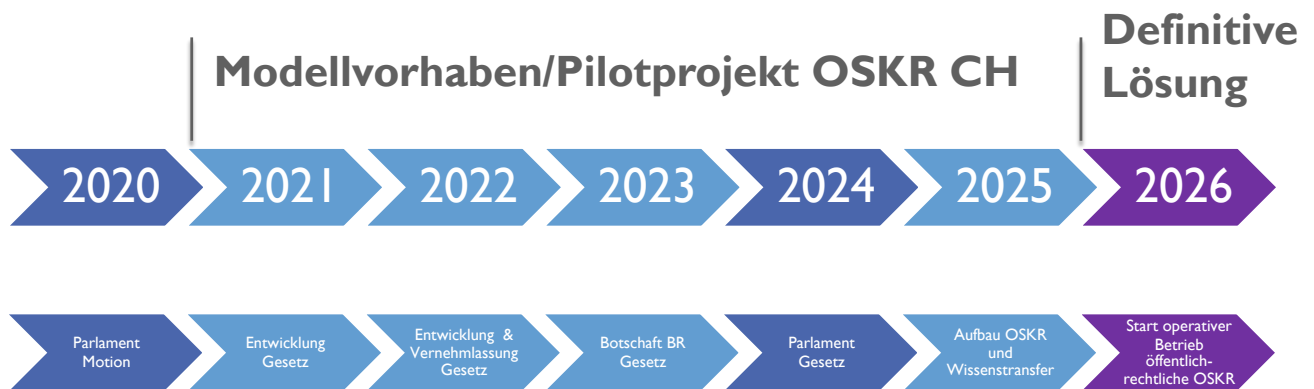 Modellvorhaben/Pilotprojekt OSKR CH
Definitive
Lösung
2020
2021
2022
2023
2024
2025
2026
Parlament
Motion
Entwicklung
Gesetz
Entwicklung &
Vernehmlassung
Gesetz
Botschaft BR
Gesetz
Parlament
Gesetz
Aufbau OSKR
und
Wissenstransfer
Start operativer
Betrieb
öffentlich-
rechtliche OSKR